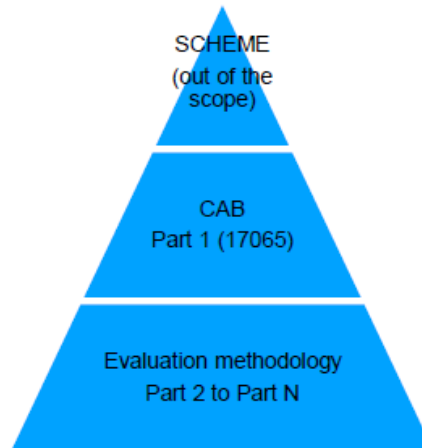 SCHEME
(out of the
scope)
CAB
Part 1 (17065)
Evaluation methodology
Part 2 to Part N